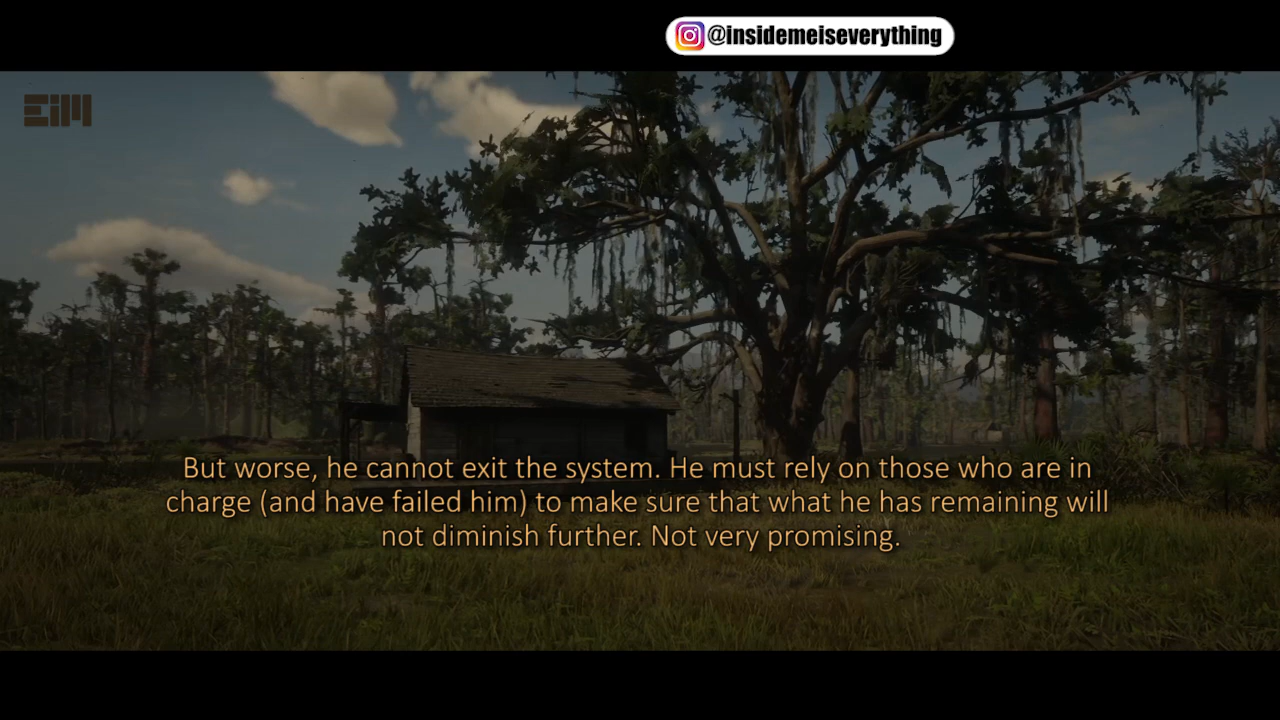 @insidemeiseverything
EiM
But worse, he cannot exit the system. He must rely on those who are in
charge (and have failed him) to make sure that what he has remaining will
not diminish further. Not very promising.